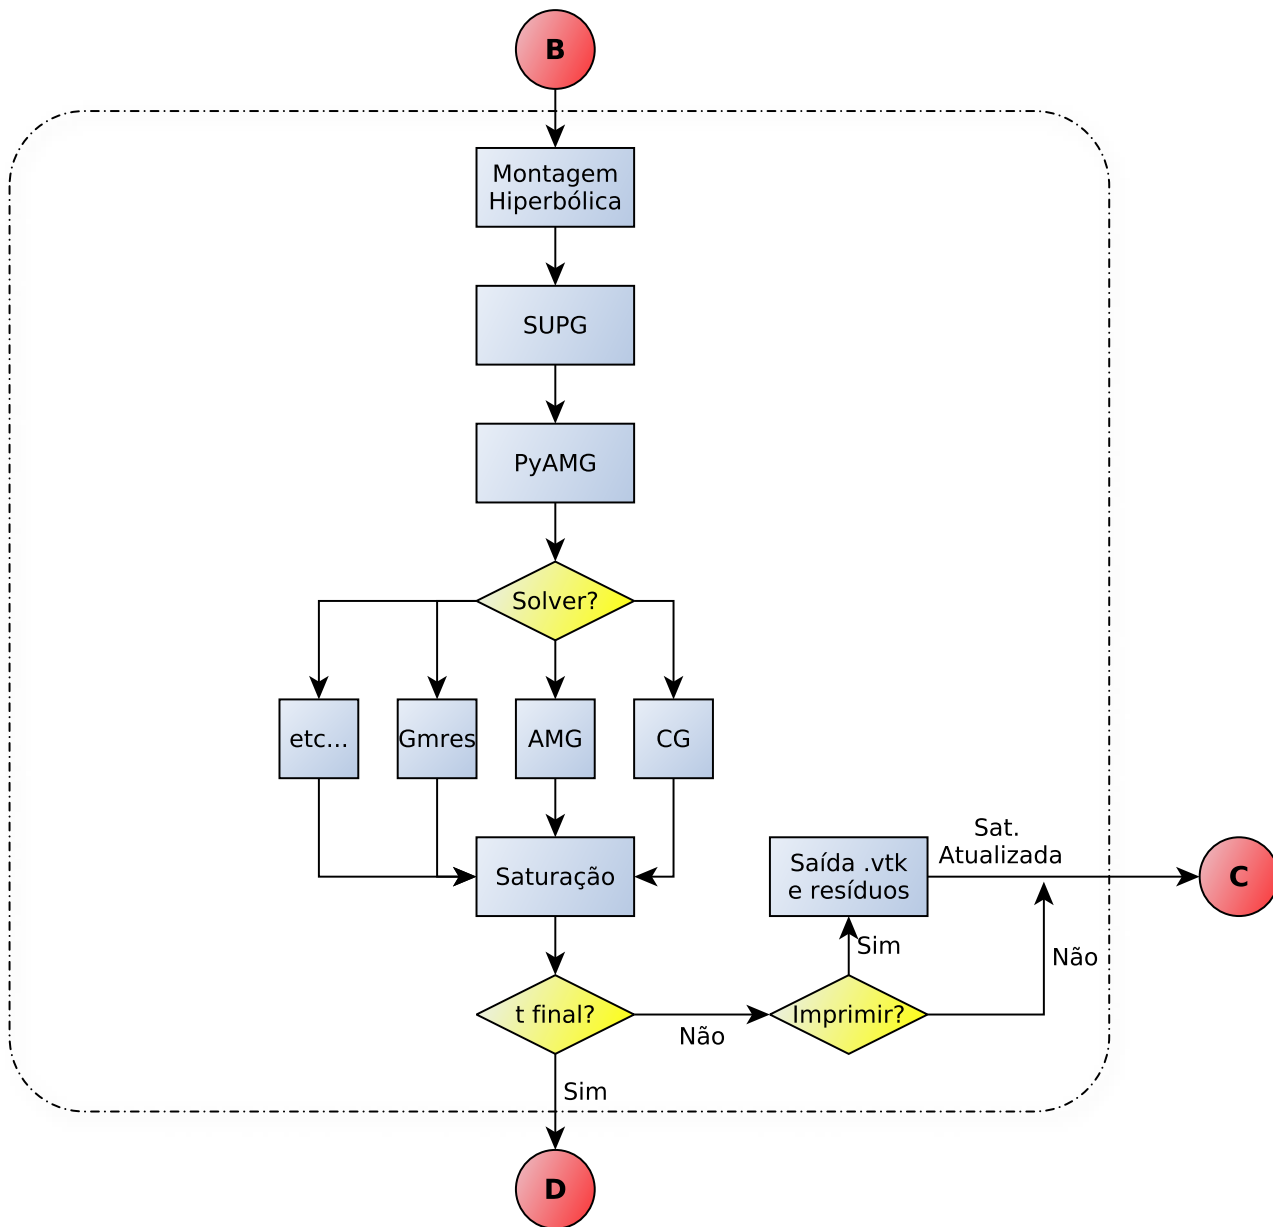 B
Montagem
Hiperbólica
SUPG
PyAMG
Solver?
etc...
Gmres
AMG
CG
Saturação
Saída .vtk
e resíduos
Sat.
Atualizada
C
Sim
Não
t final?
Não
Imprimir?
Sim
D